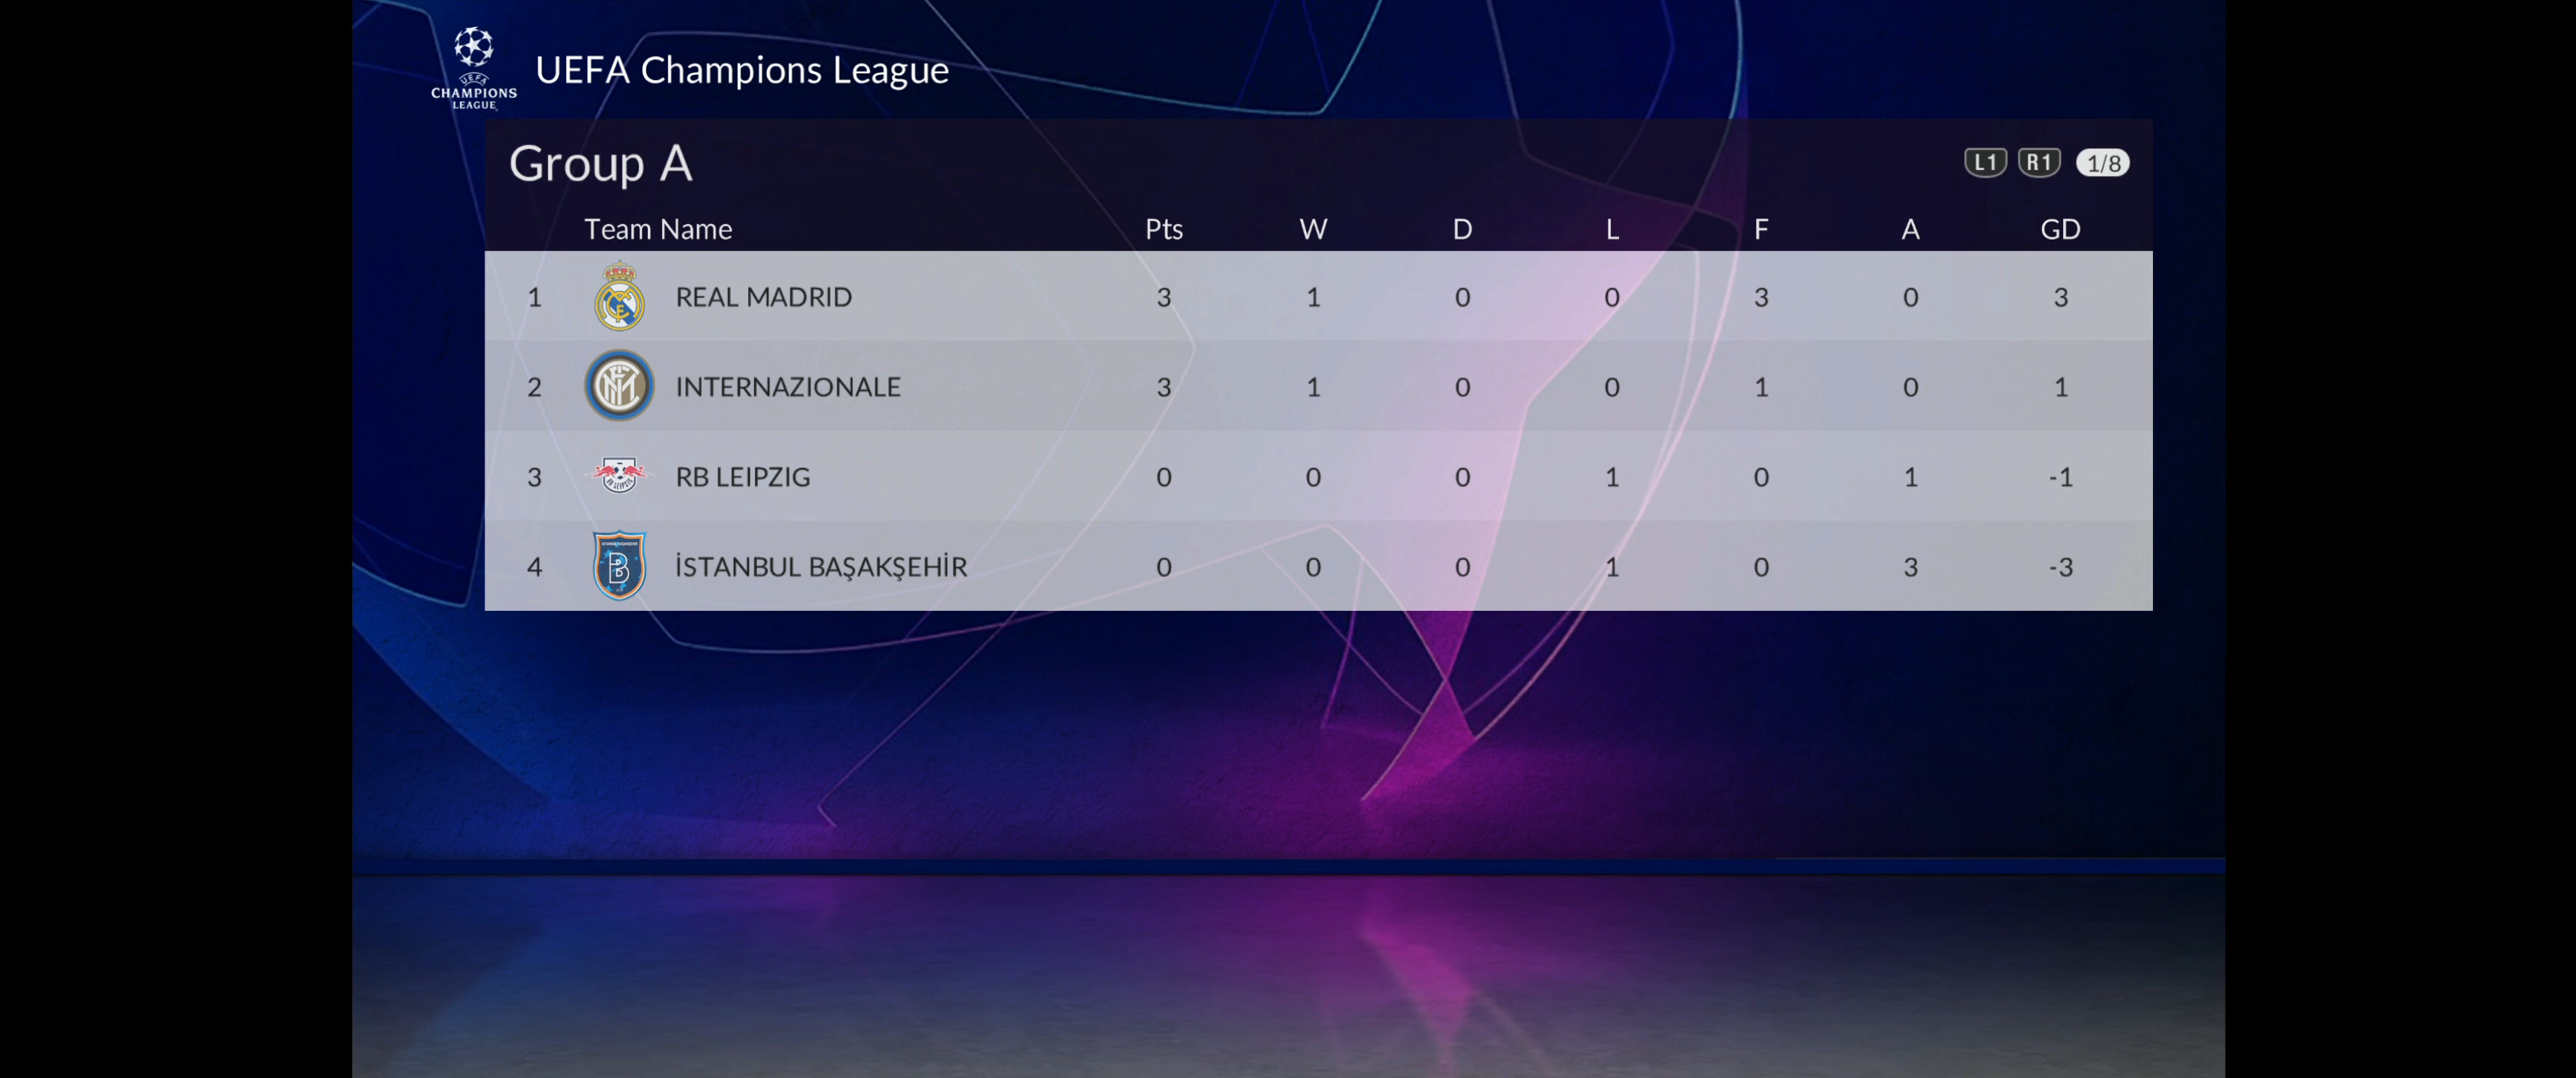 UEFA
CHAMPIONS
LEAGUE
UEFA Champions League
Group A
L1 R1 1/8
Team Name Pts W D L F A GD
1 REAL MADRID 3 1 0 0 3 0 3
2 INTERNAZIONALE 3 1 0 0 1 0 1
3 RB LEIPZIG 0 0 0 1 0 1 -1
4 İSTANBUL BAŞAKŞEHİR 0 0 0 1 0 3 -3